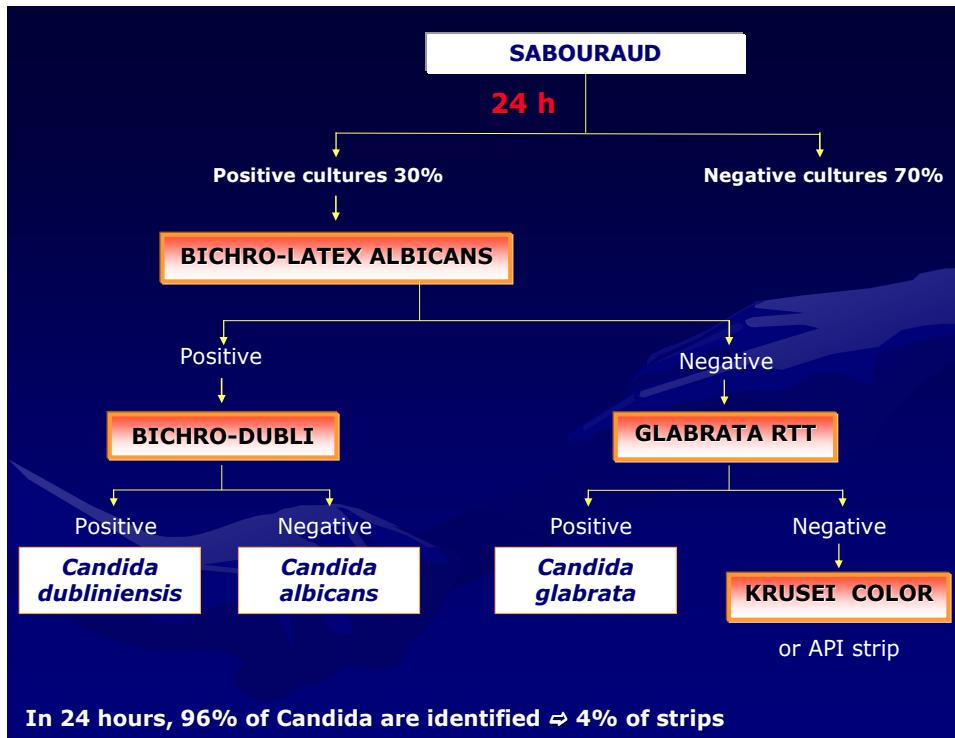 SABOURAUD
24 h
Positive cultures 30%
Negative cultures 70%
BICHRO-LATEX ALBICANS
Positive
Negative
BICHRO-DUBLI
GLABRATA RTT
Positive
Negative
Positive
Negative
Candida
dubliniensis
Candida
albicans
Candida
glabrata
KRUSEI COLOR
or API strip
In 24 hours, 96% of Candida are identified ⇨ 4% of strips